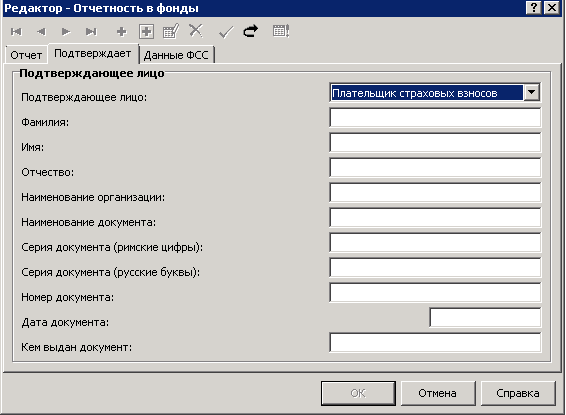 Редактор - Отчетность в фонды
Отчет Подтверждает Данные ФСС
Подтверждающее лицо
Подтверждающее лицо: Плательщик страховых взносов
Фамилия:
Имя:
Отчество:
Наименование организации:
Наименование документа:
Серия документа (римские цифры):
Серия документа (русские буквы):
Номер документа:
Дата документа:
Кем выдан документ:
OK Отмена Справка